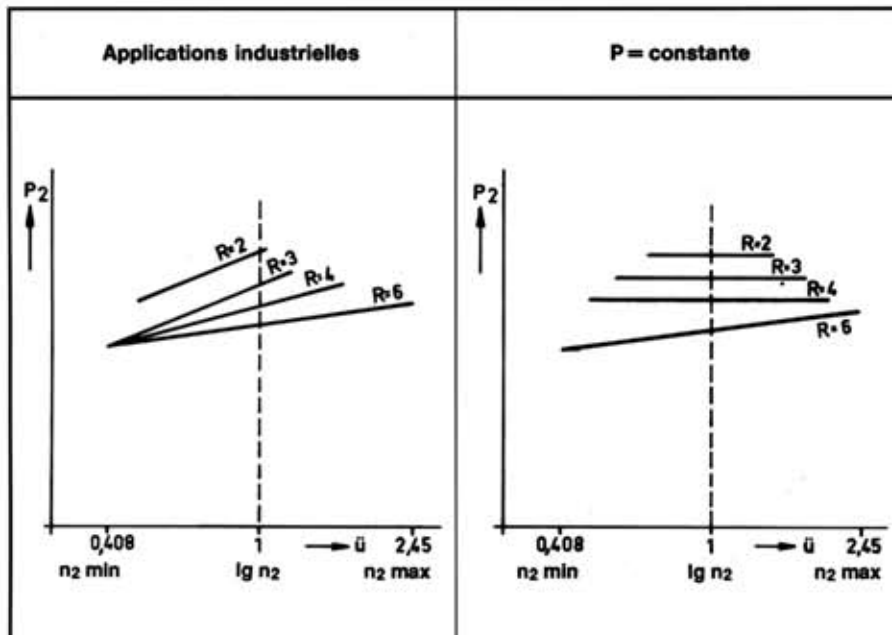 Applications industrielles
P = constante
P2
R=2
R=3
R=4
R=6
0,408
1
ü
2,45
n2 min
lg n2
n2 max
P2
R=2
R=3
R=4
R=6
0,408
1
ü
2,45
n2 min
lg n2
n2 max